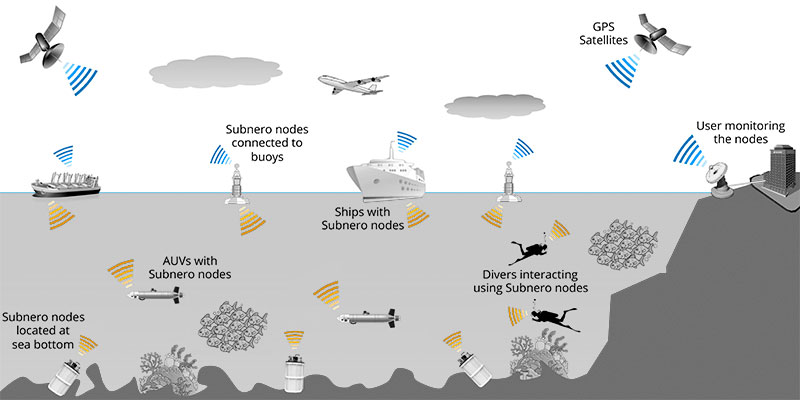 GPS
Satellites
Subnero nodes
connected to
buoys
User monitoring
the nodes
Ships with
Subnero nodes
AUVs with
Subnero nodes
Divers interacting
using Subnero nodes
Subnero nodes
located at
sea bottom